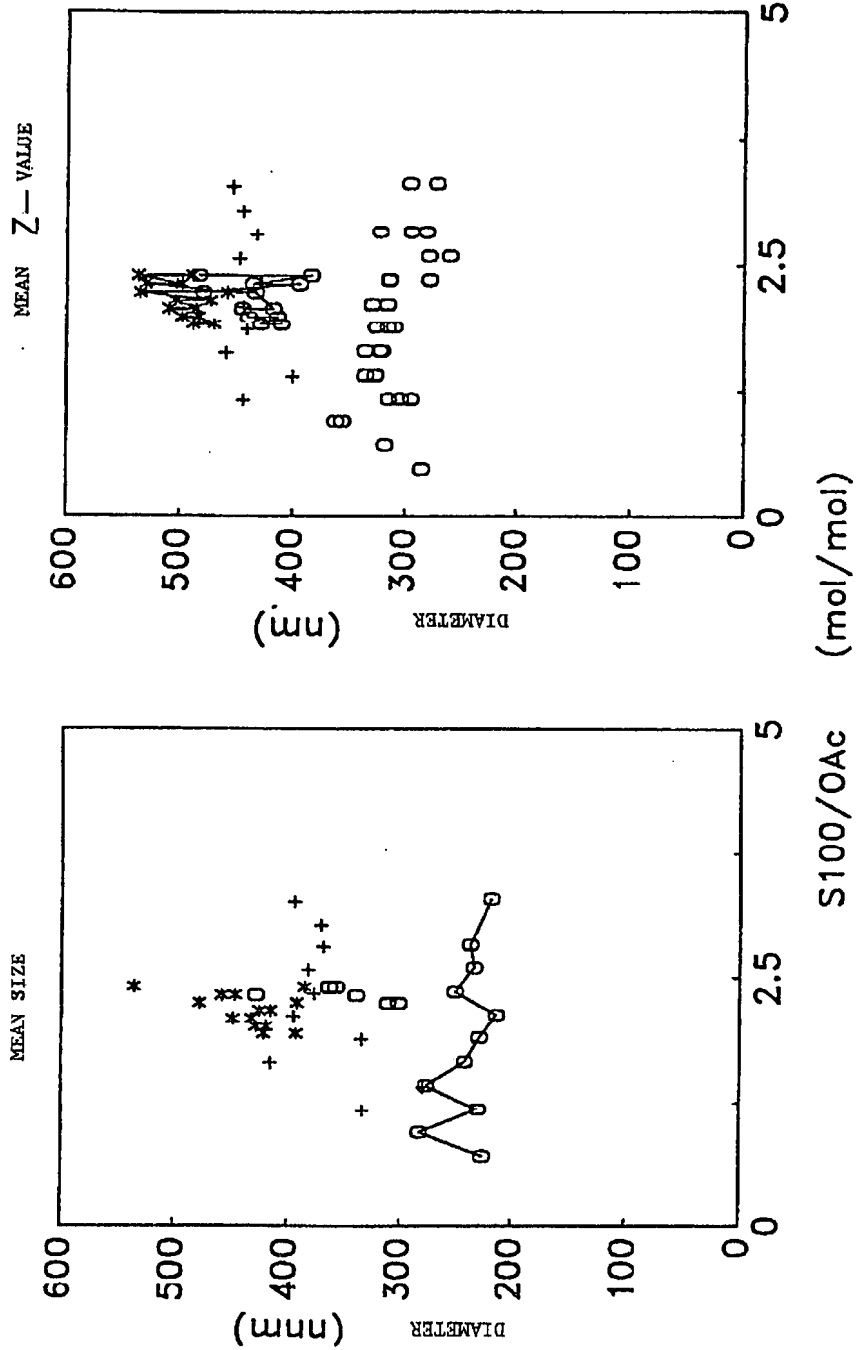 MEAN SIZE
600
500
400
300
200
100
0
(nm)
DIAMETER
0
2.5
5
MEAN Z— VALUE
600
500
400
300
200
100
0
(nm)
DIAMETER
0
2.5
5
S100/OAc (mol/mol)